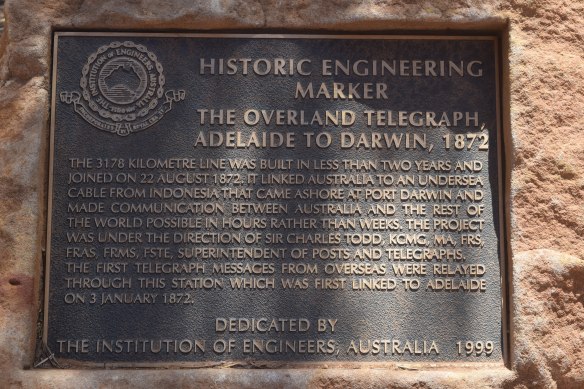 THE INSTITUTION OF ENGINEERS, AUSTRALIA
HISTORIC ENGINEERING
MARKER
THE OVERLAND TELEGRAPH,
ADELAIDE TO DARWIN, 1872
THE 3178 KILOMETRE LINE WAS BUILT IN LESS THAN TWO YEARS AND
JOINED ON 22 AUGUST 1872. IT LINKED AUSTRALIA TO AN UNDERSEA
CABLE FROM INDONESIA THAT CAME ASHORE AT PORT DARWIN AND
MADE COMMUNICATION BETWEEN AUSTRALIA AND THE REST OF
THE WORLD POSSIBLE IN HOURS RATHER THAN WEEKS. THE PROJECT
WAS UNDER THE DIRECTION OF SIR CHARLES TODD, KCMG, MA, FRS,
FRAS, FRMS, FSTE, SUPERINTENDENT OF POSTS AND TELEGRAPHS.
THE FIRST TELEGRAPH MESSAGES FROM OVERSEAS WERE RELAYED
THROUGH THIS STATION WHICH WAS FIRST LINKED TO ADELAIDE
ON 3 JANUARY 1872.
DEDICATED BY
THE INSTITUTION OF ENGINEERS, AUSTRALIA 1999